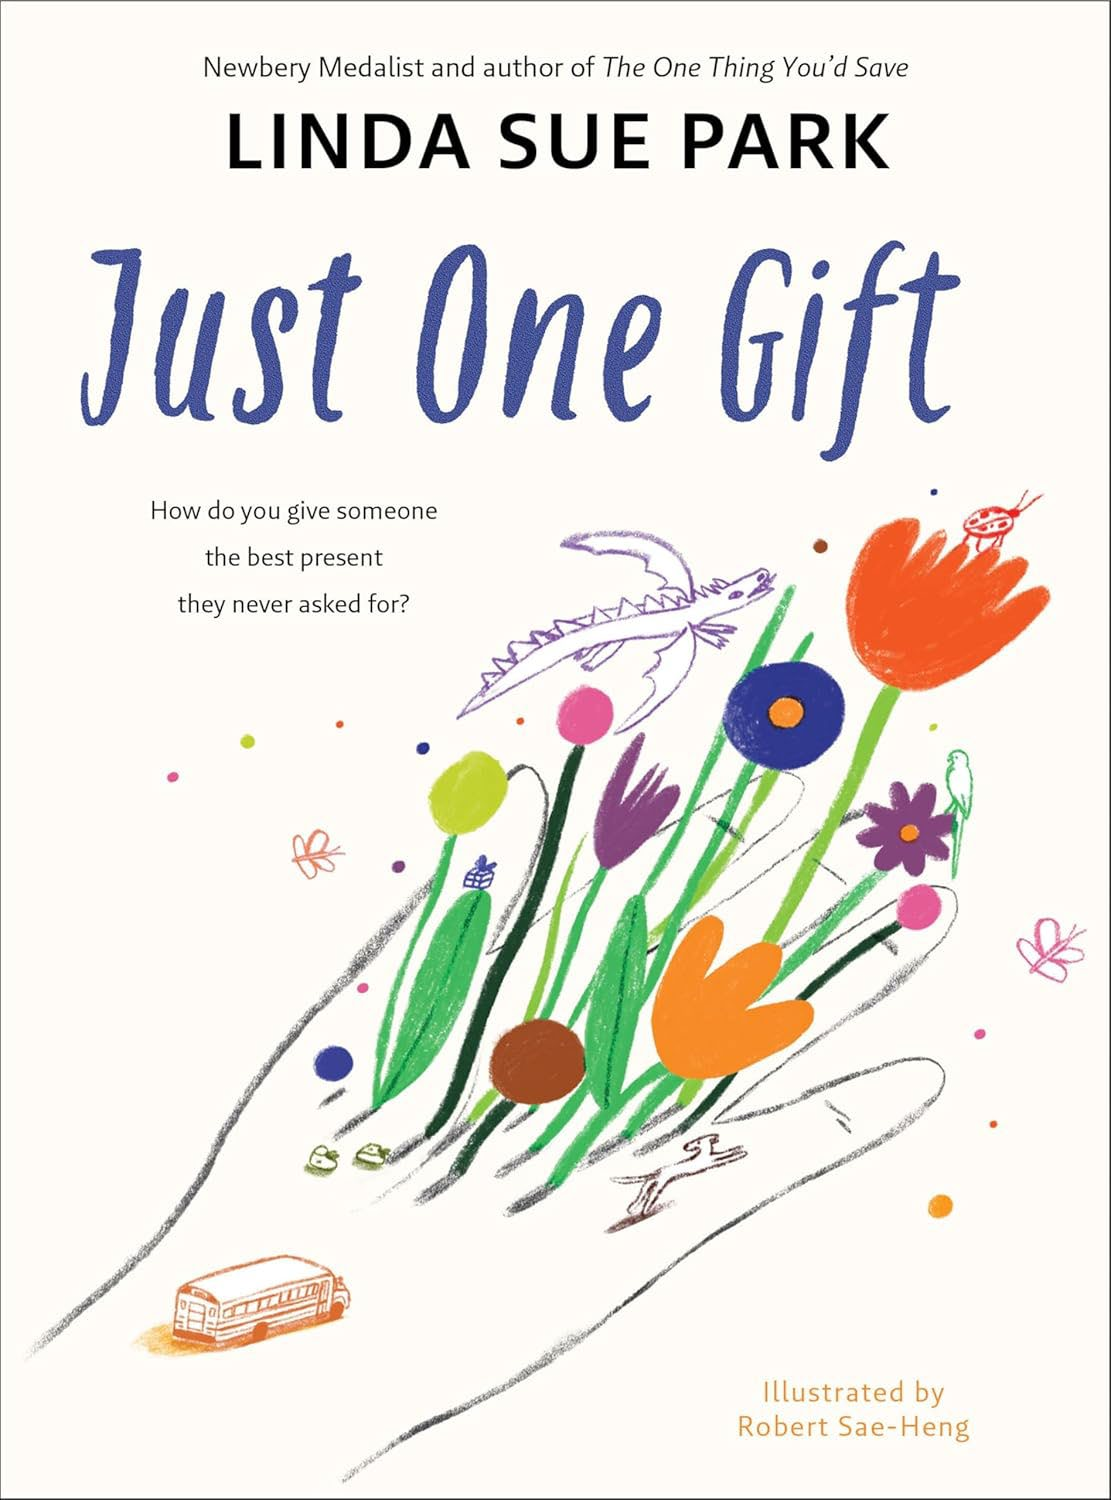 Newbery Medalist and author of The One Thing You'd Save
LINDA SUE PARK
Just One Gift
How do you give someone
the best present
they never asked for?
Illustrated by
Robert Sae-Heng